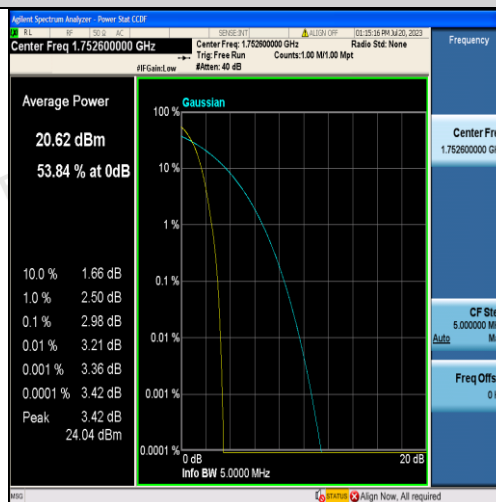 Agilent Spectrum Analyzer - Power Stat CCDF
RL RF 50 Ω AC SENSE:INT ALIGN OFF 01:15:16 PM Jul 20, 2023
Center Freq 1.752600000 GHz
Center Freq: 1.752600000 GHz Radio Std: None
Trig: Free Run Counts:1.00 M/1.00 Mpt
#IFGain:Low #Atten: 40 dB
Frequency
Average Power
20.62 dBm
53.84 % at 0dB
10.0 % 1.66 dB
1.0 % 2.50 dB
0.1 % 2.98 dB
0.01 % 3.21 dB
0.001 % 3.36 dB
0.0001 % 3.42 dB
Peak 3.42 dB
24.04 dBm
Gaussian
100 %
10 %
1 %
0.1 %
0.01 %
0.001 %
0.0001 %
0 dB 20 dB
Info BW 5.0000 MHz
Center Fre
1.752600000 GH
CF Ste
5.000000 MH
Auto Ma
Freq Offs
0 H
MSG STATUS Align Now, All required